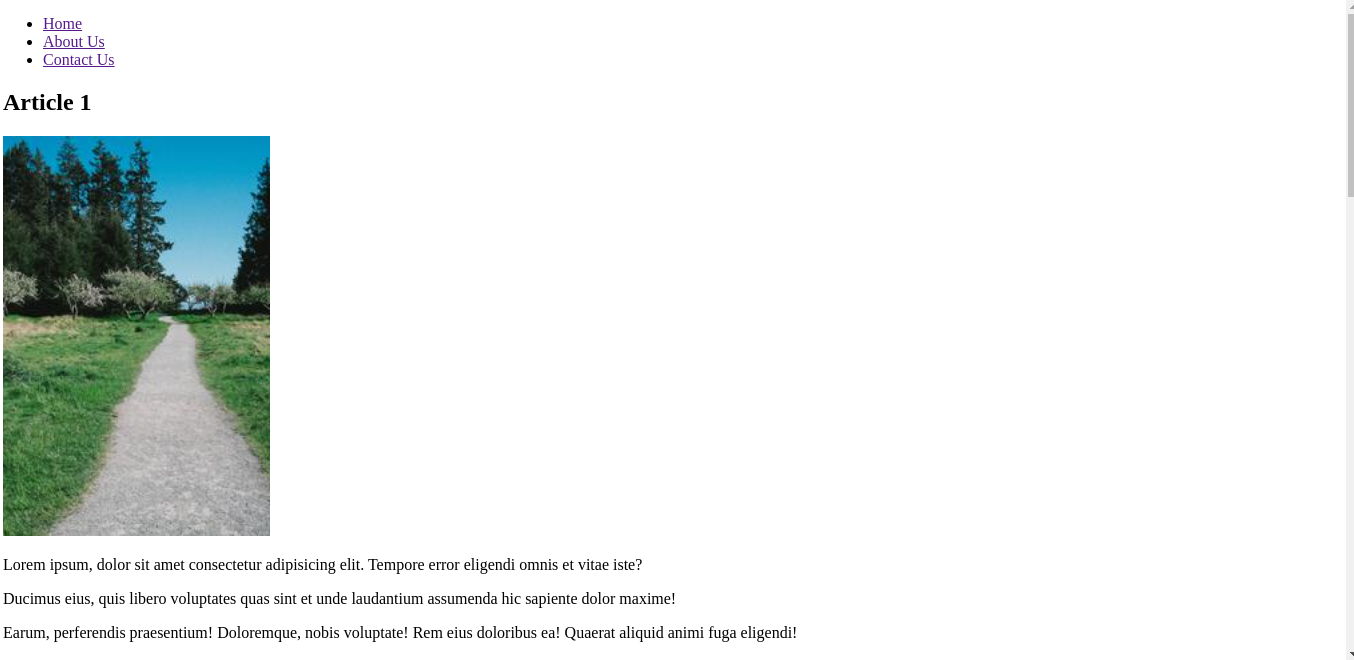 Home
About Us
Contact Us
Article 1
Lorem ipsum, dolor sit amet consectetur adipisicing elit. Tempore error eligendi omnis et vitae iste?
Ducimus eius, quis libero voluptates quas sint et unde laudantium assumenda hic sapiente dolor maxime!
Earum, perferendis praesentium! Doloremque, nobis voluptate! Rem eius doloribus ea! Quaerat aliquid animi fuga eligendi!